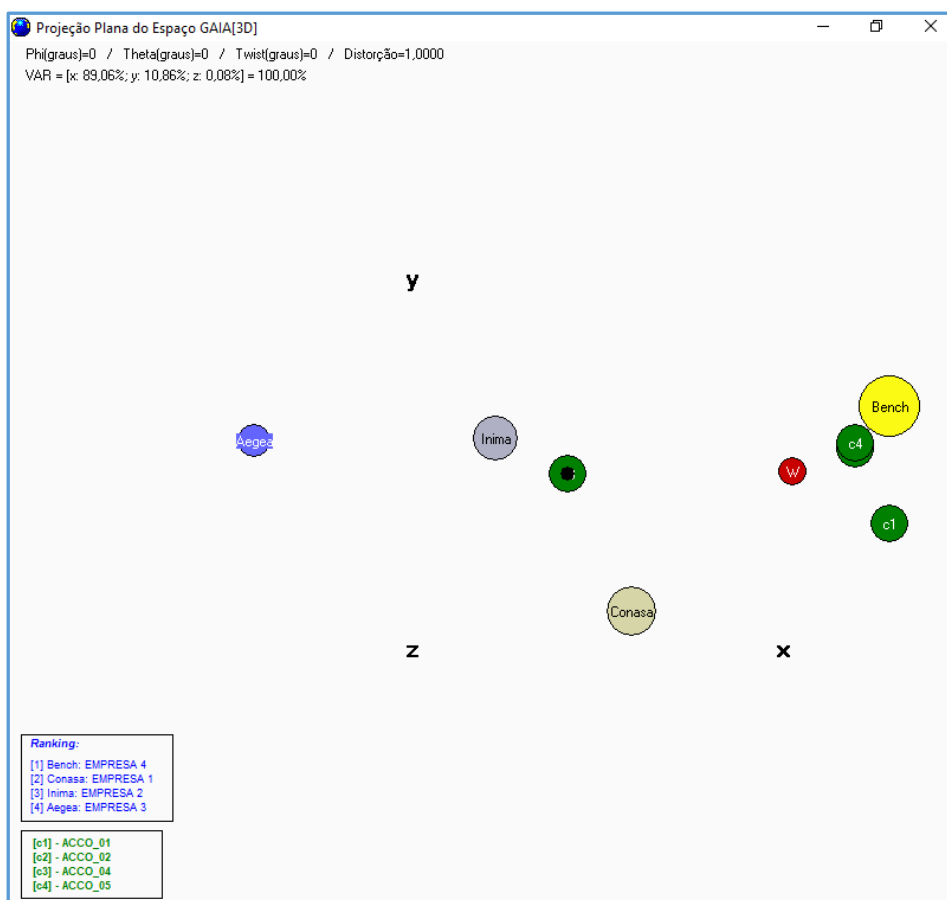 Projeção Plana do Espaço GAIA[3D]
Phi(graus)=0 / Theta(graus)=0 / Twist(graus)=0 / Distorção=1,0000
VAR = [x: 89,06%; y: 10,86%; z: 0,08%] = 100,00%
y
Bench
Aegea
Inima
c4
W
c1
Conasa
z
x
Ranking:
[1] Bench: EMPRESA 4
[2] Conasa: EMPRESA 1
[3] Inima: EMPRESA 2
[4] Aegea: EMPRESA 3
[c1] - ACCO_01
[c2] - ACCO_02
[c3] - ACCO_04
[c4] - ACCO_05